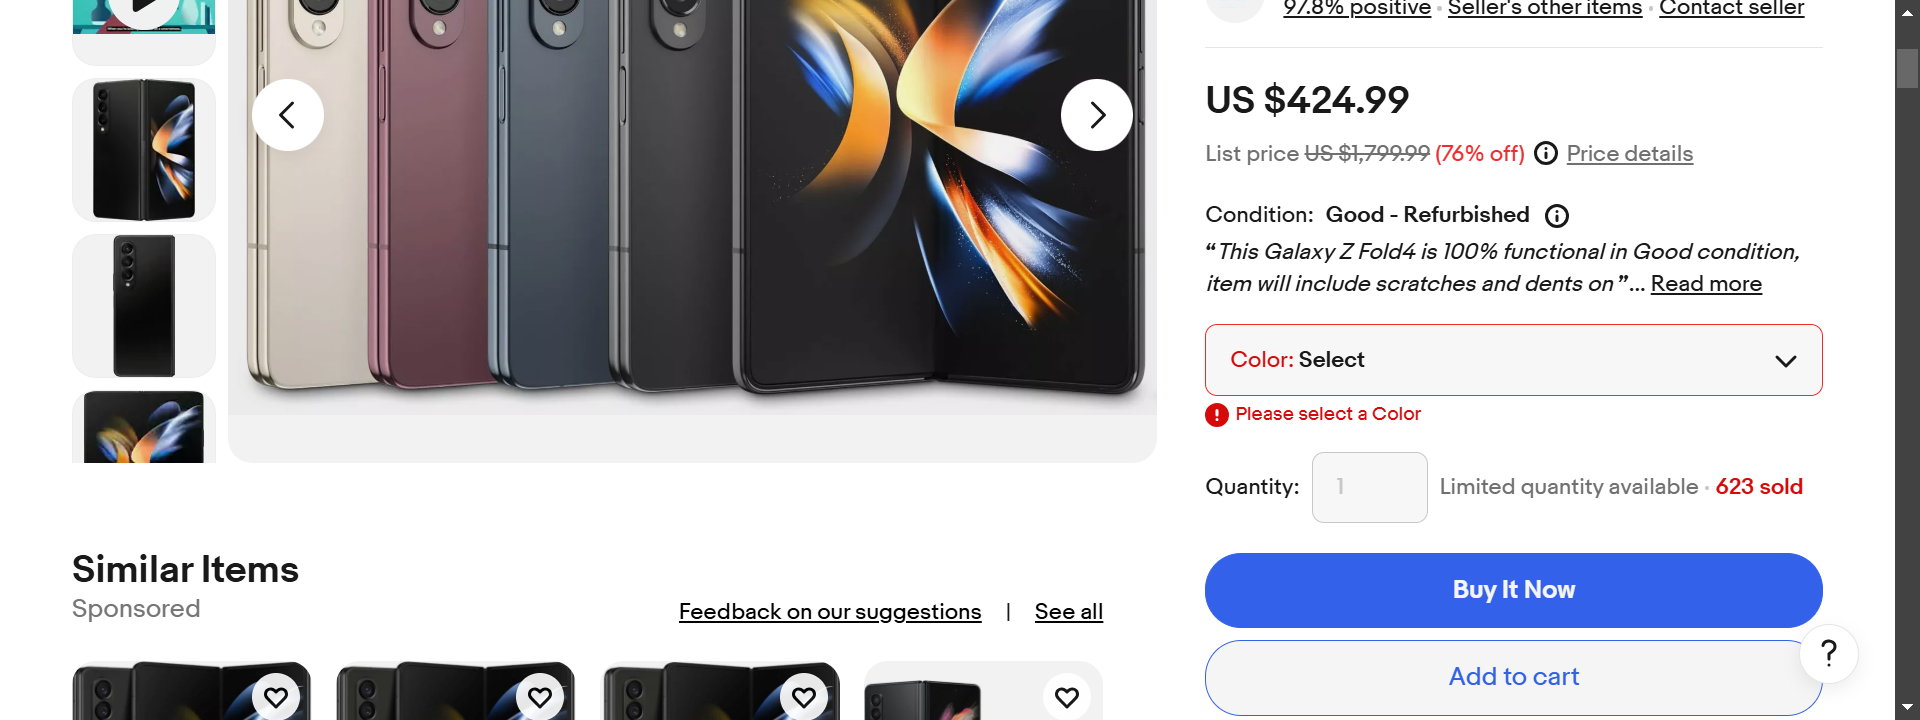 97.8% positive · Seller's other items · Contact seller
US $424.99
List price US $1,799.99 (76% off) Price details
Condition: Good - Refurbished
“This Galaxy Z Fold4 is 100% functional in Good condition,
item will include scratches and dents on”... Read more
Color: Select
Please select a Color
Quantity: 1 Limited quantity available · 623 sold
Buy It Now
Add to cart
?
Similar Items
Sponsored
Feedback on our suggestions | See all